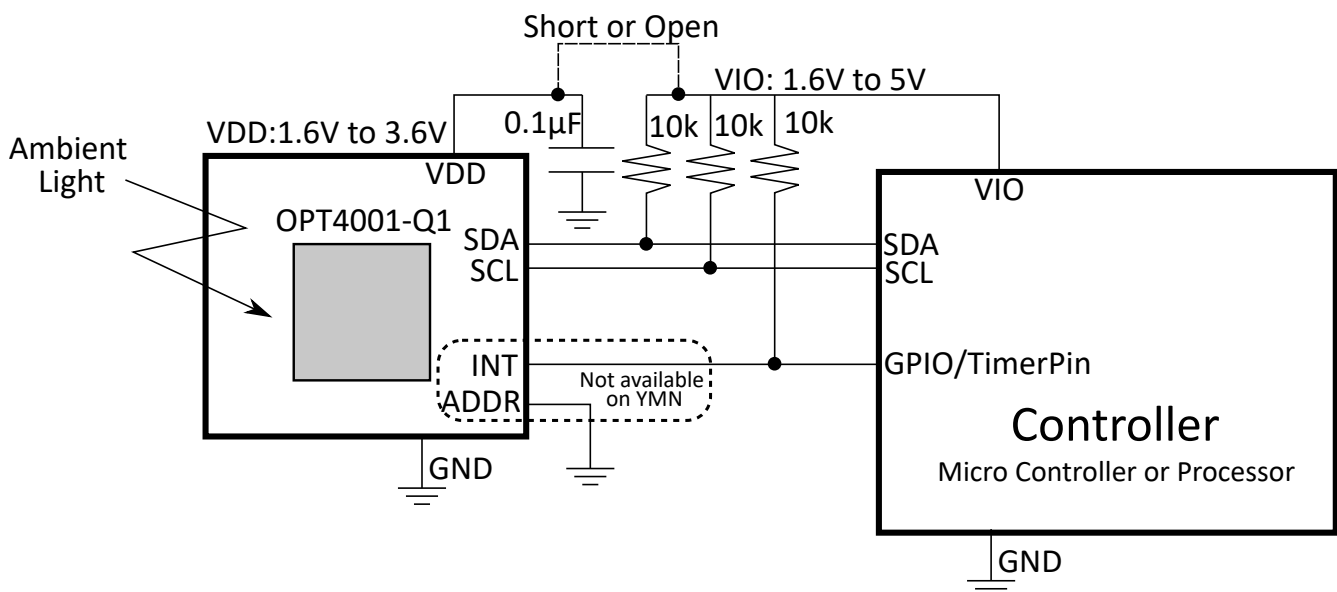 Short or Open
VIO: 1.6V to 5V
0.1µF
10k
10k
10k
VDD:1.6V to 3.6V
Ambient
Light
VDD
VIO
OPT4001-Q1
SDA
SCL
SDA
SCL
INT
ADDR
Not available
on YMN
GPIO/TimerPin
Controller
Micro Controller or Processor
GND
GND